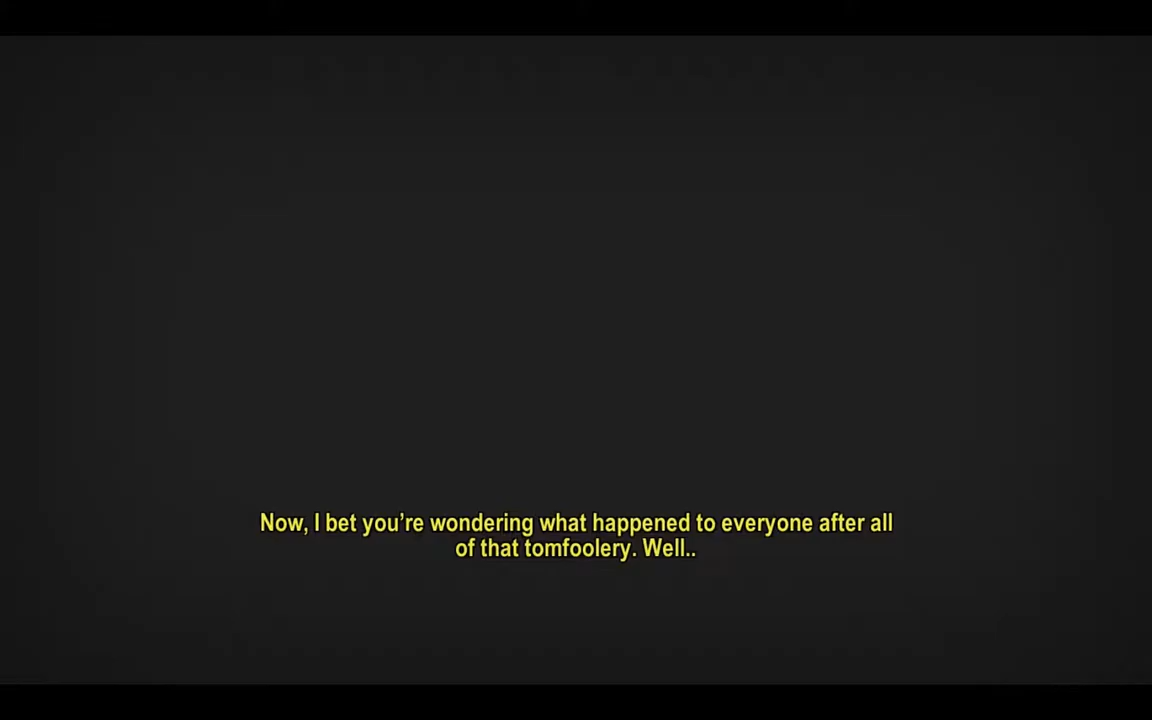 Now, I bet you’re wondering what happened to everyone after all
of that tomfoolery. Well..